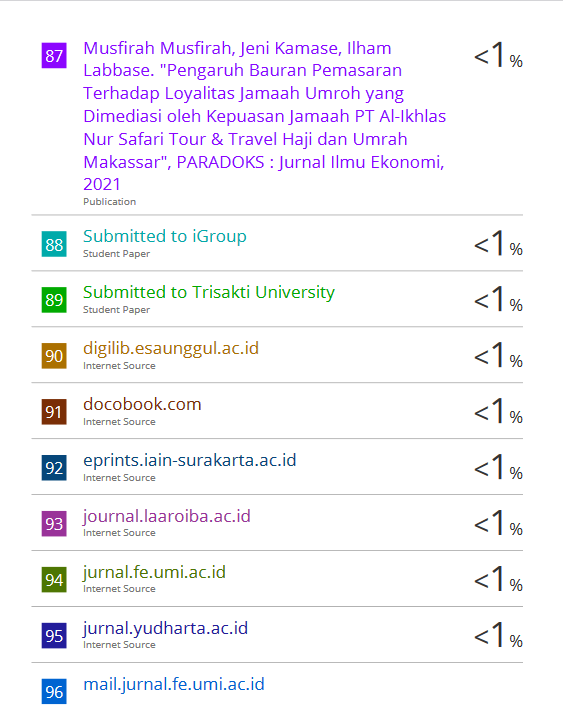 87
Musfirah Musfirah, Jeni Kamase, Ilham
Labbase. "Pengaruh Bauran Pemasaran
Terhadap Loyalitas Jamaah Umroh yang
Dimediasi oleh Kepuasan Jamaah PT Al-Ikhlas
Nur Safari Tour & Travel Haji dan Umrah
Makassar", PARADOKS : Jurnal Ilmu Ekonomi,
2021
Publication
<1%
88
Submitted to iGroup
Student Paper
<1%
89
Submitted to Trisakti University
Student Paper
<1%
90
digilib.esaunggul.ac.id
Internet Source
<1%
91
docobook.com
Internet Source
<1%
92
eprints.iain-surakarta.ac.id
Internet Source
<1%
93
journal.laaroiba.ac.id
Internet Source
<1%
94
jurnal.fe.umi.ac.id
Internet Source
<1%
95
jurnal.yudharta.ac.id
Internet Source
<1%
96
mail.jurnal.fe.umi.ac.id